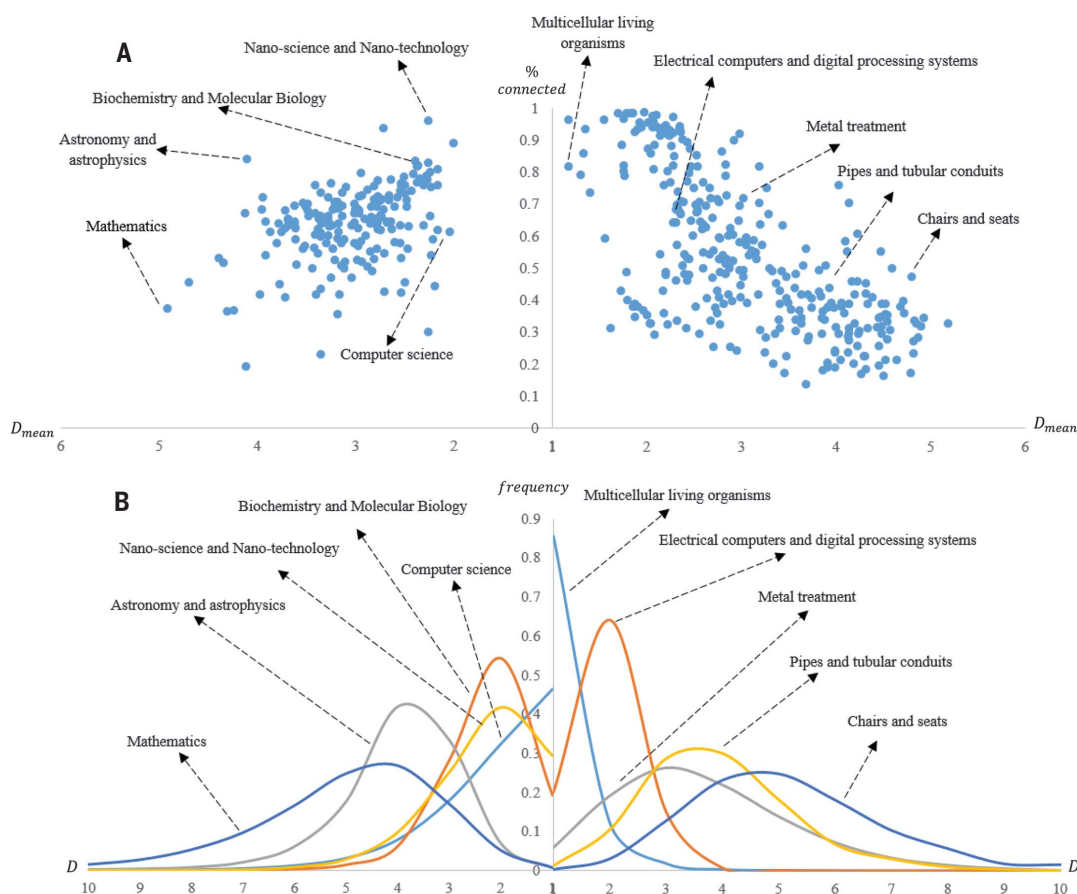 A
Nano-science and Nano-technology
Multicellular living
organisms
%
connected
Electrical computers and digital processing systems
Biochemistry and Molecular Biology
Astronomy and
astrophysics
Metal treatment
Pipes and tubular conduits
Mathematics
Chairs and seats
Computer science
1
0.9
0.8
0.7
0.6
0.5
0.4
0.3
0.2
0.1
0
D_mean
D_mean
6 5 4 3 2 1 2 3 4 5 6
B
frequency
Multicellular living organisms
Biochemistry and Molecular Biology
Electrical computers and digital processing systems
Nano-science and Nano-technology
Computer science
Metal treatment
Astronomy and astrophysics
Pipes and tubular conduits
Mathematics
Chairs and seats
0.9
0.8
0.7
0.6
0.5
0.4
0.3
0.2
0.1
0
D
D
10 9 8 7 6 5 4 3 2 1 2 3 4 5 6 7 8 9 10